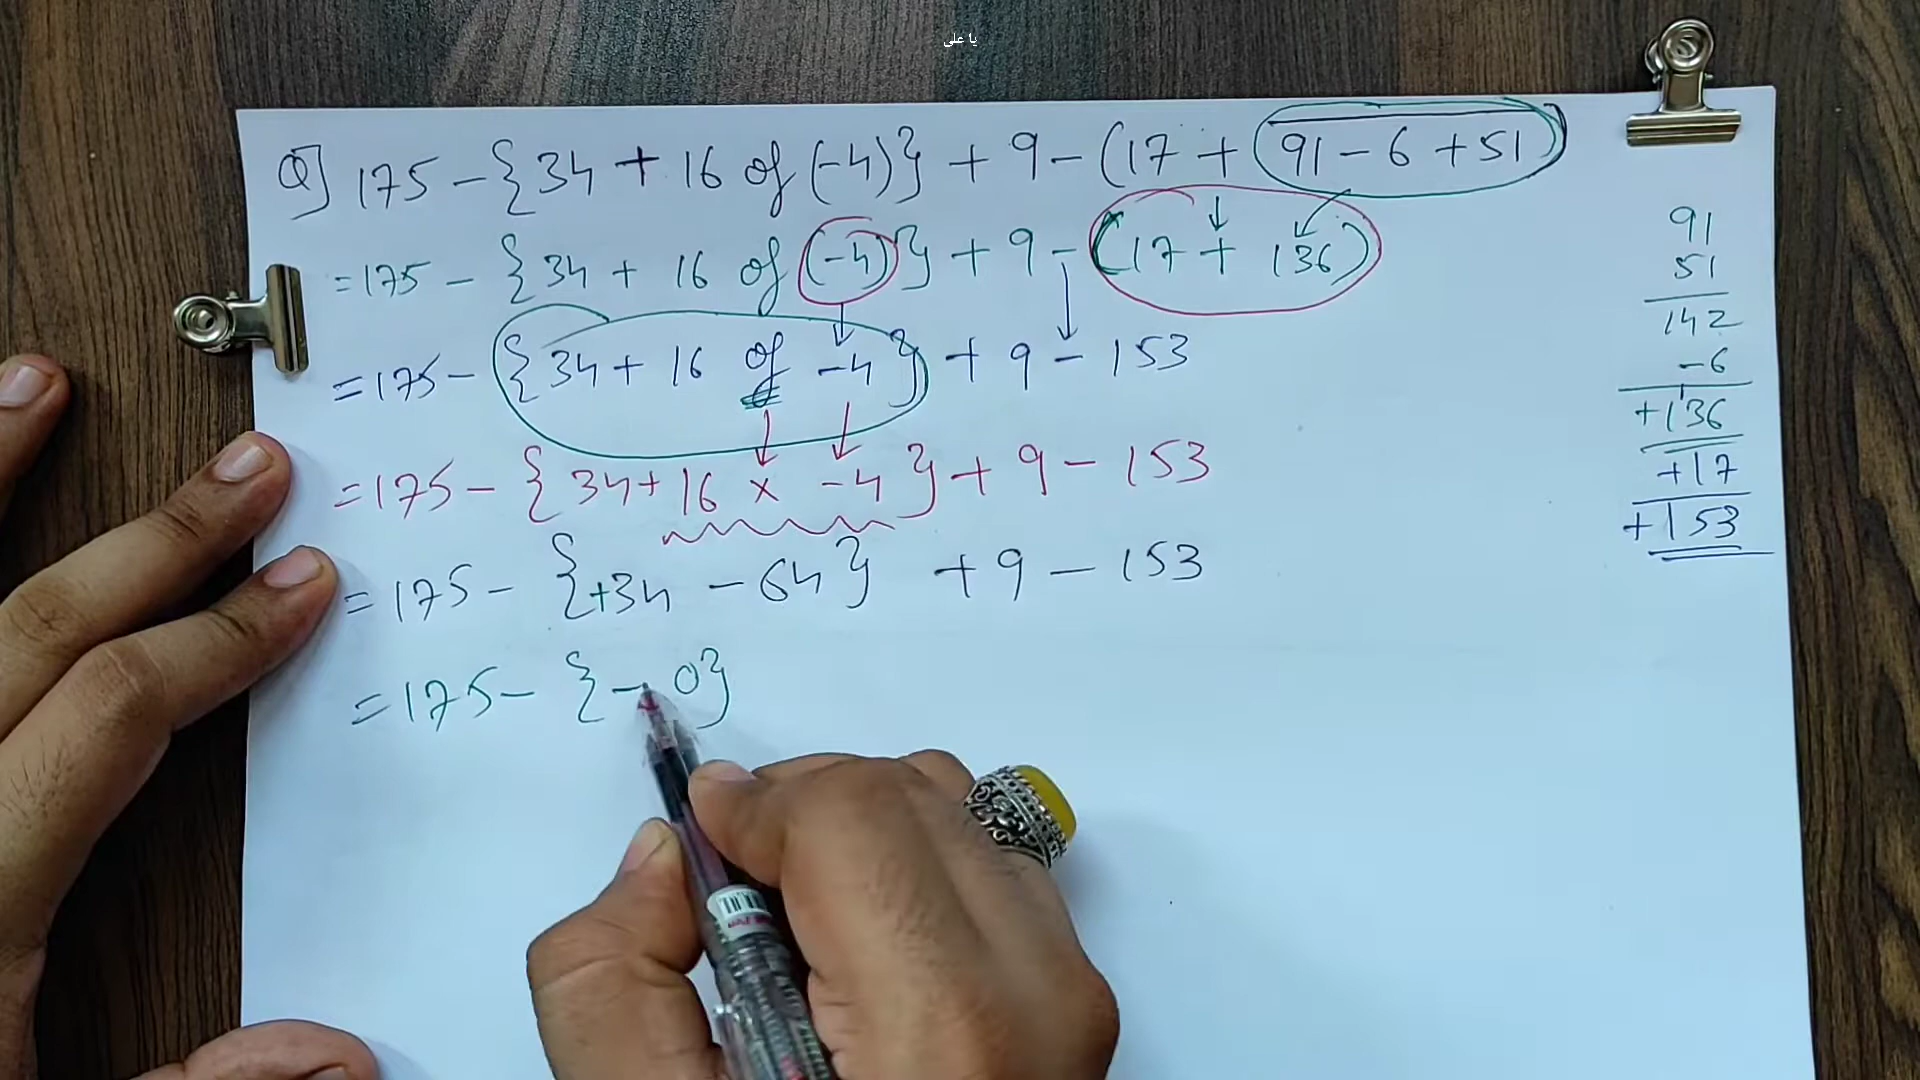 يا على
Q] 175 - {34 + 16 of (-4)} + 9 - (17 + 91 - 6 + 51)
= 175 - {34 + 16 of (-4)} + 9 - (17 + 136)
= 175 - {34 + 16 of -4} + 9 - 153
= 175 - {34 + 16 × -4} + 9 - 153
= 175 - {+34 - 64} + 9 - 153
= 175 - {- 0}
91
51
142
-6
+136
+17
+153